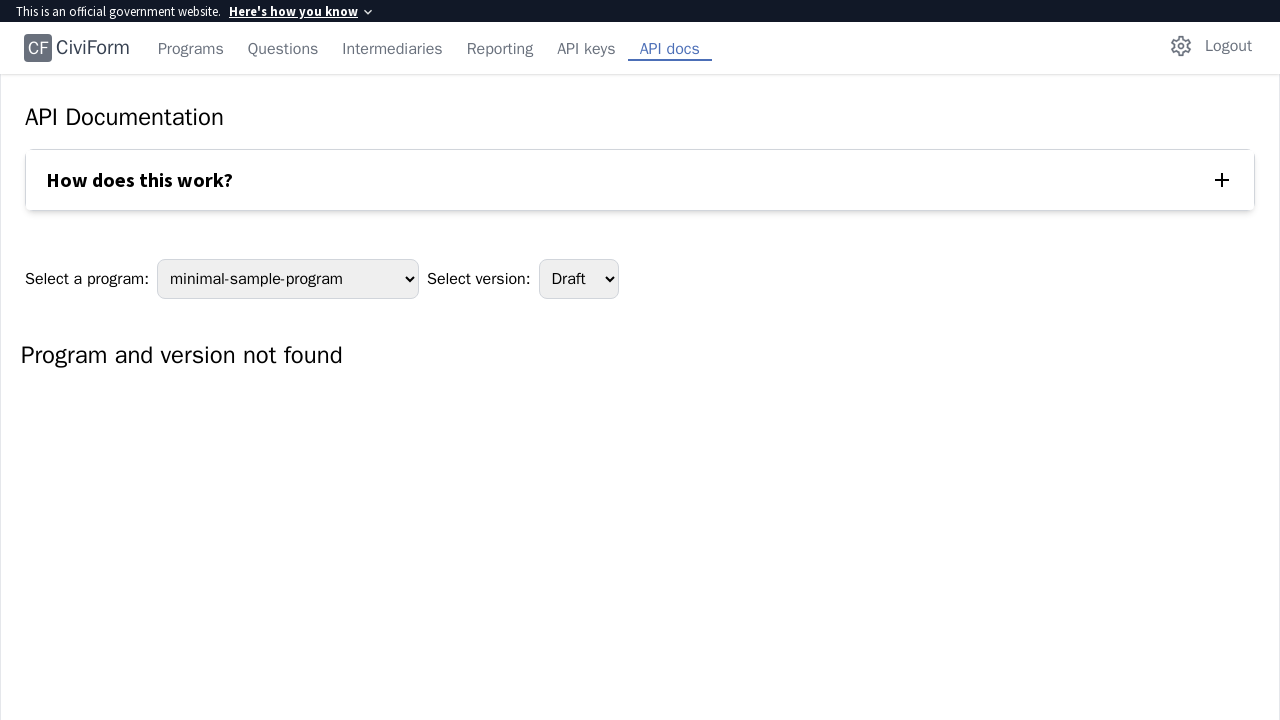 This is an official government website. Here's how you know
CF CiviForm Programs Questions Intermediaries Reporting API keys API docs Logout
API Documentation
How does this work?
Select a program: minimal-sample-program Select version: Draft
Program and version not found